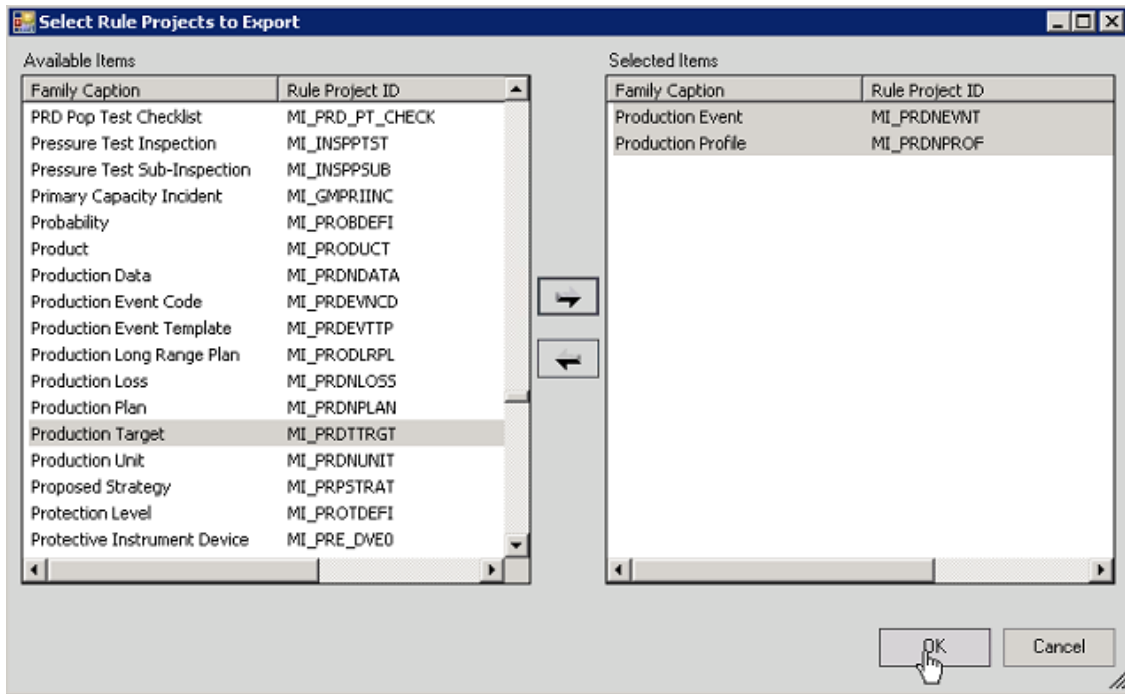 Select Rule Projects to Export
Available Items
Family Caption Rule Project ID
PRD Pop Test Checklist MI_PRD_PT_CHECK
Pressure Test Inspection MI_INSPPTST
Pressure Test Sub-Inspection MI_INSPPSUB
Primary Capacity Incident MI_GMPRIINC
Probability MI_PROBDEFI
Product MI_PRODUCT
Production Data MI_PRDNDATA
Production Event Code MI_PRDEVNCD
Production Event Template MI_PRDEVTTP
Production Long Range Plan MI_PRODLRPL
Production Loss MI_PRDNLOSS
Production Plan MI_PRDNPLAN
Production Target MI_PRDTTRGT
Production Unit MI_PRDNUNIT
Proposed Strategy MI_PRPSTRAT
Protection Level MI_PROTDEFI
Protective Instrument Device MI_PRE_DVE0
Selected Items
Family Caption Rule Project ID
Production Event MI_PRDNEVNT
Production Profile MI_PRDNPROF
OK Cancel